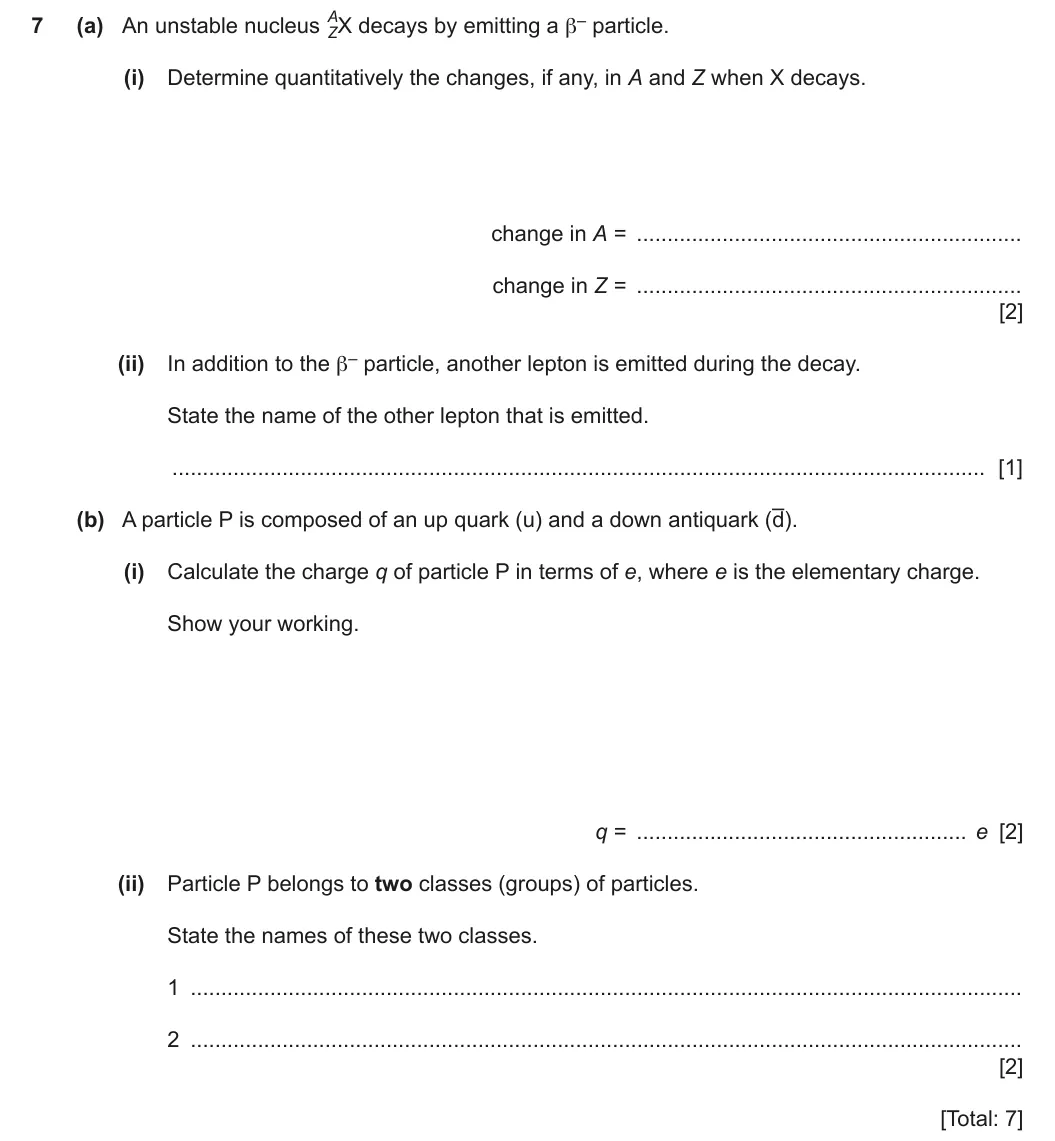 7 (a) An unstable nucleus ᴬ_ZX decays by emitting a β⁻ particle.
(i) Determine quantitatively the changes, if any, in A and Z when X decays.
change in A = ................................................................
change in Z = ................................................................
[2]
(ii) In addition to the β⁻ particle, another lepton is emitted during the decay.
State the name of the other lepton that is emitted.
....................................................................................................................................... [1]
(b) A particle P is composed of an up quark (u) and a down antiquark (d̅).
(i) Calculate the charge q of particle P in terms of e, where e is the elementary charge.
Show your working.
q = ....................................................... e [2]
(ii) Particle P belongs to two classes (groups) of particles.
State the names of these two classes.
1 ..........................................................................................................................................
2 ..........................................................................................................................................
[2]
[Total: 7]